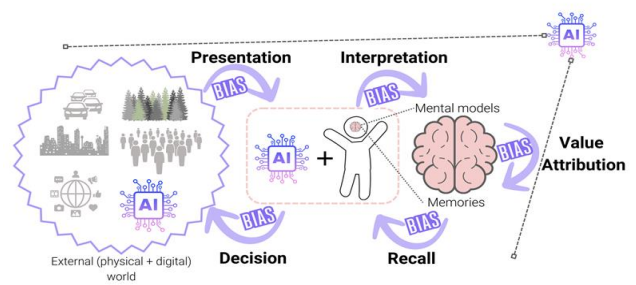 AI
Presentation
Interpretation
BIAS
BIAS
Mental models
AI
BIAS
Value
Attribution
AI
Memories
BIAS
BIAS
External (physical + digital)
world
Decision
Recall